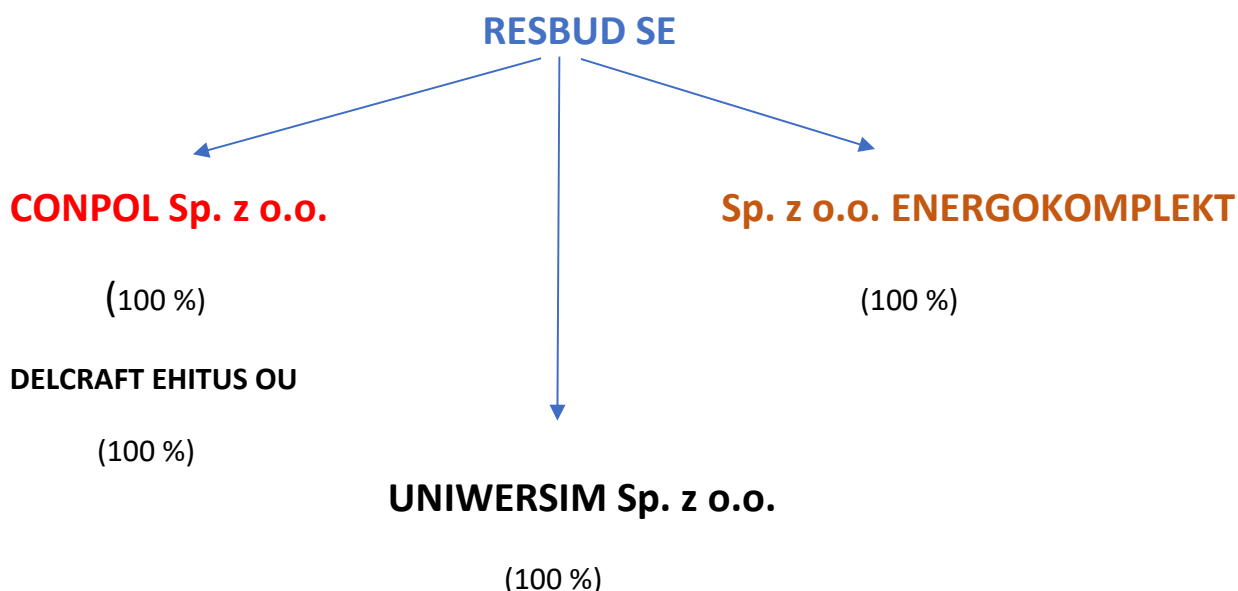 RESBUD SE
CONPOL Sp. z o.o.
Sp. z o.o. ENERGOKOMPLEKT
(100 %)
(100 %)
DELCRAFT EHITUS OU
(100 %)
UNIWERSIM Sp. z o.o.
(100 %)